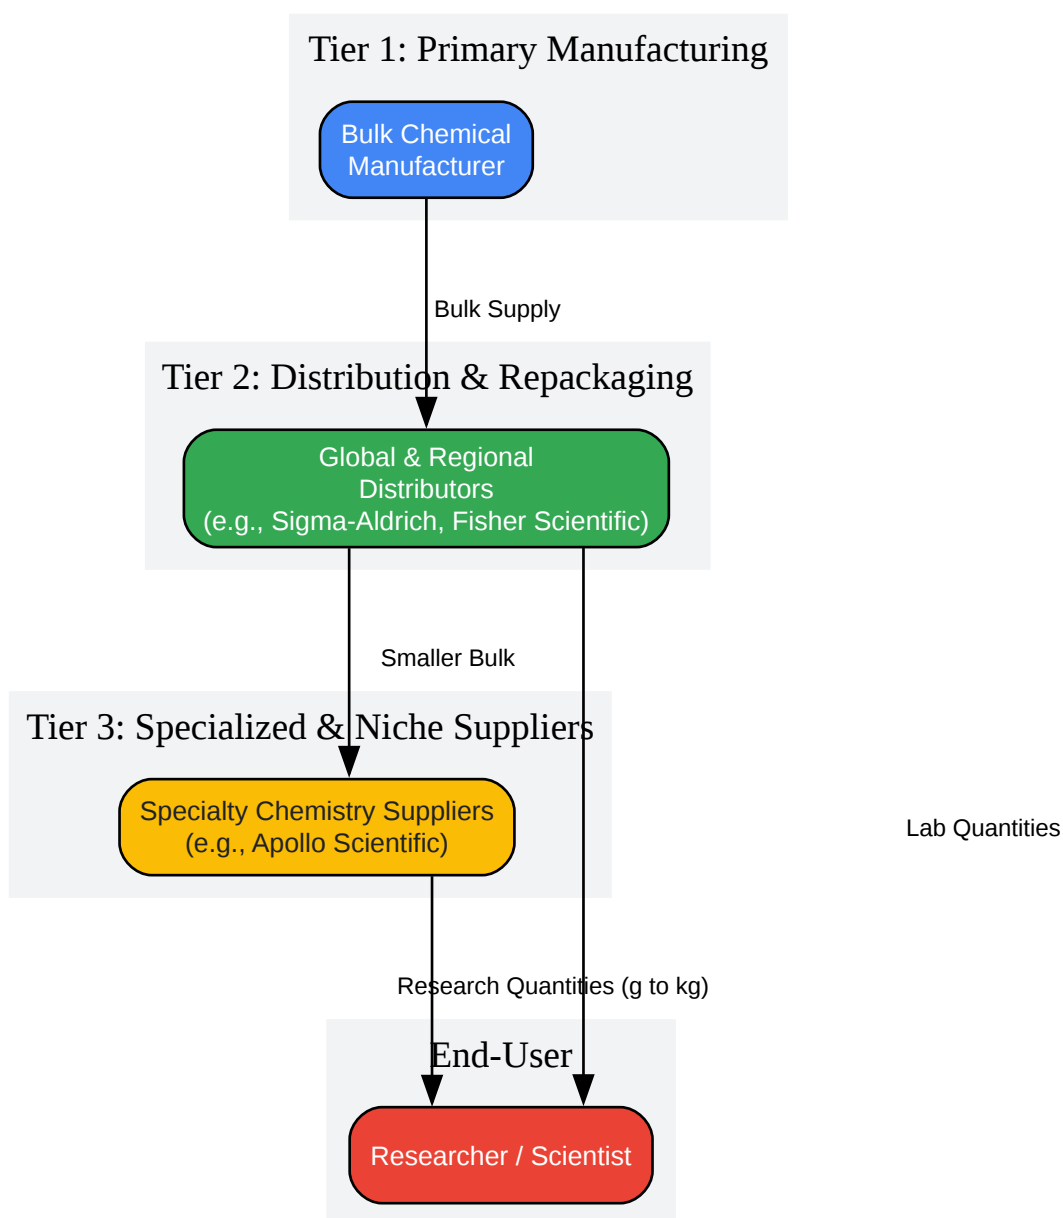 Tier 1: Primary Manufacturing
Bulk Chemical
Manufacturer
Bulk Supply
Tier 2: Distribution & Repackaging
Global & Regional
Distributors
(e.g., Sigma-Aldrich, Fisher Scientific)
Smaller Bulk
Tier 3: Specialized & Niche Suppliers
Specialty Chemistry Suppliers
(e.g., Apollo Scientific)
Lab Quantities
Research Quantities (g to kg)
End-User
Researcher / Scientist